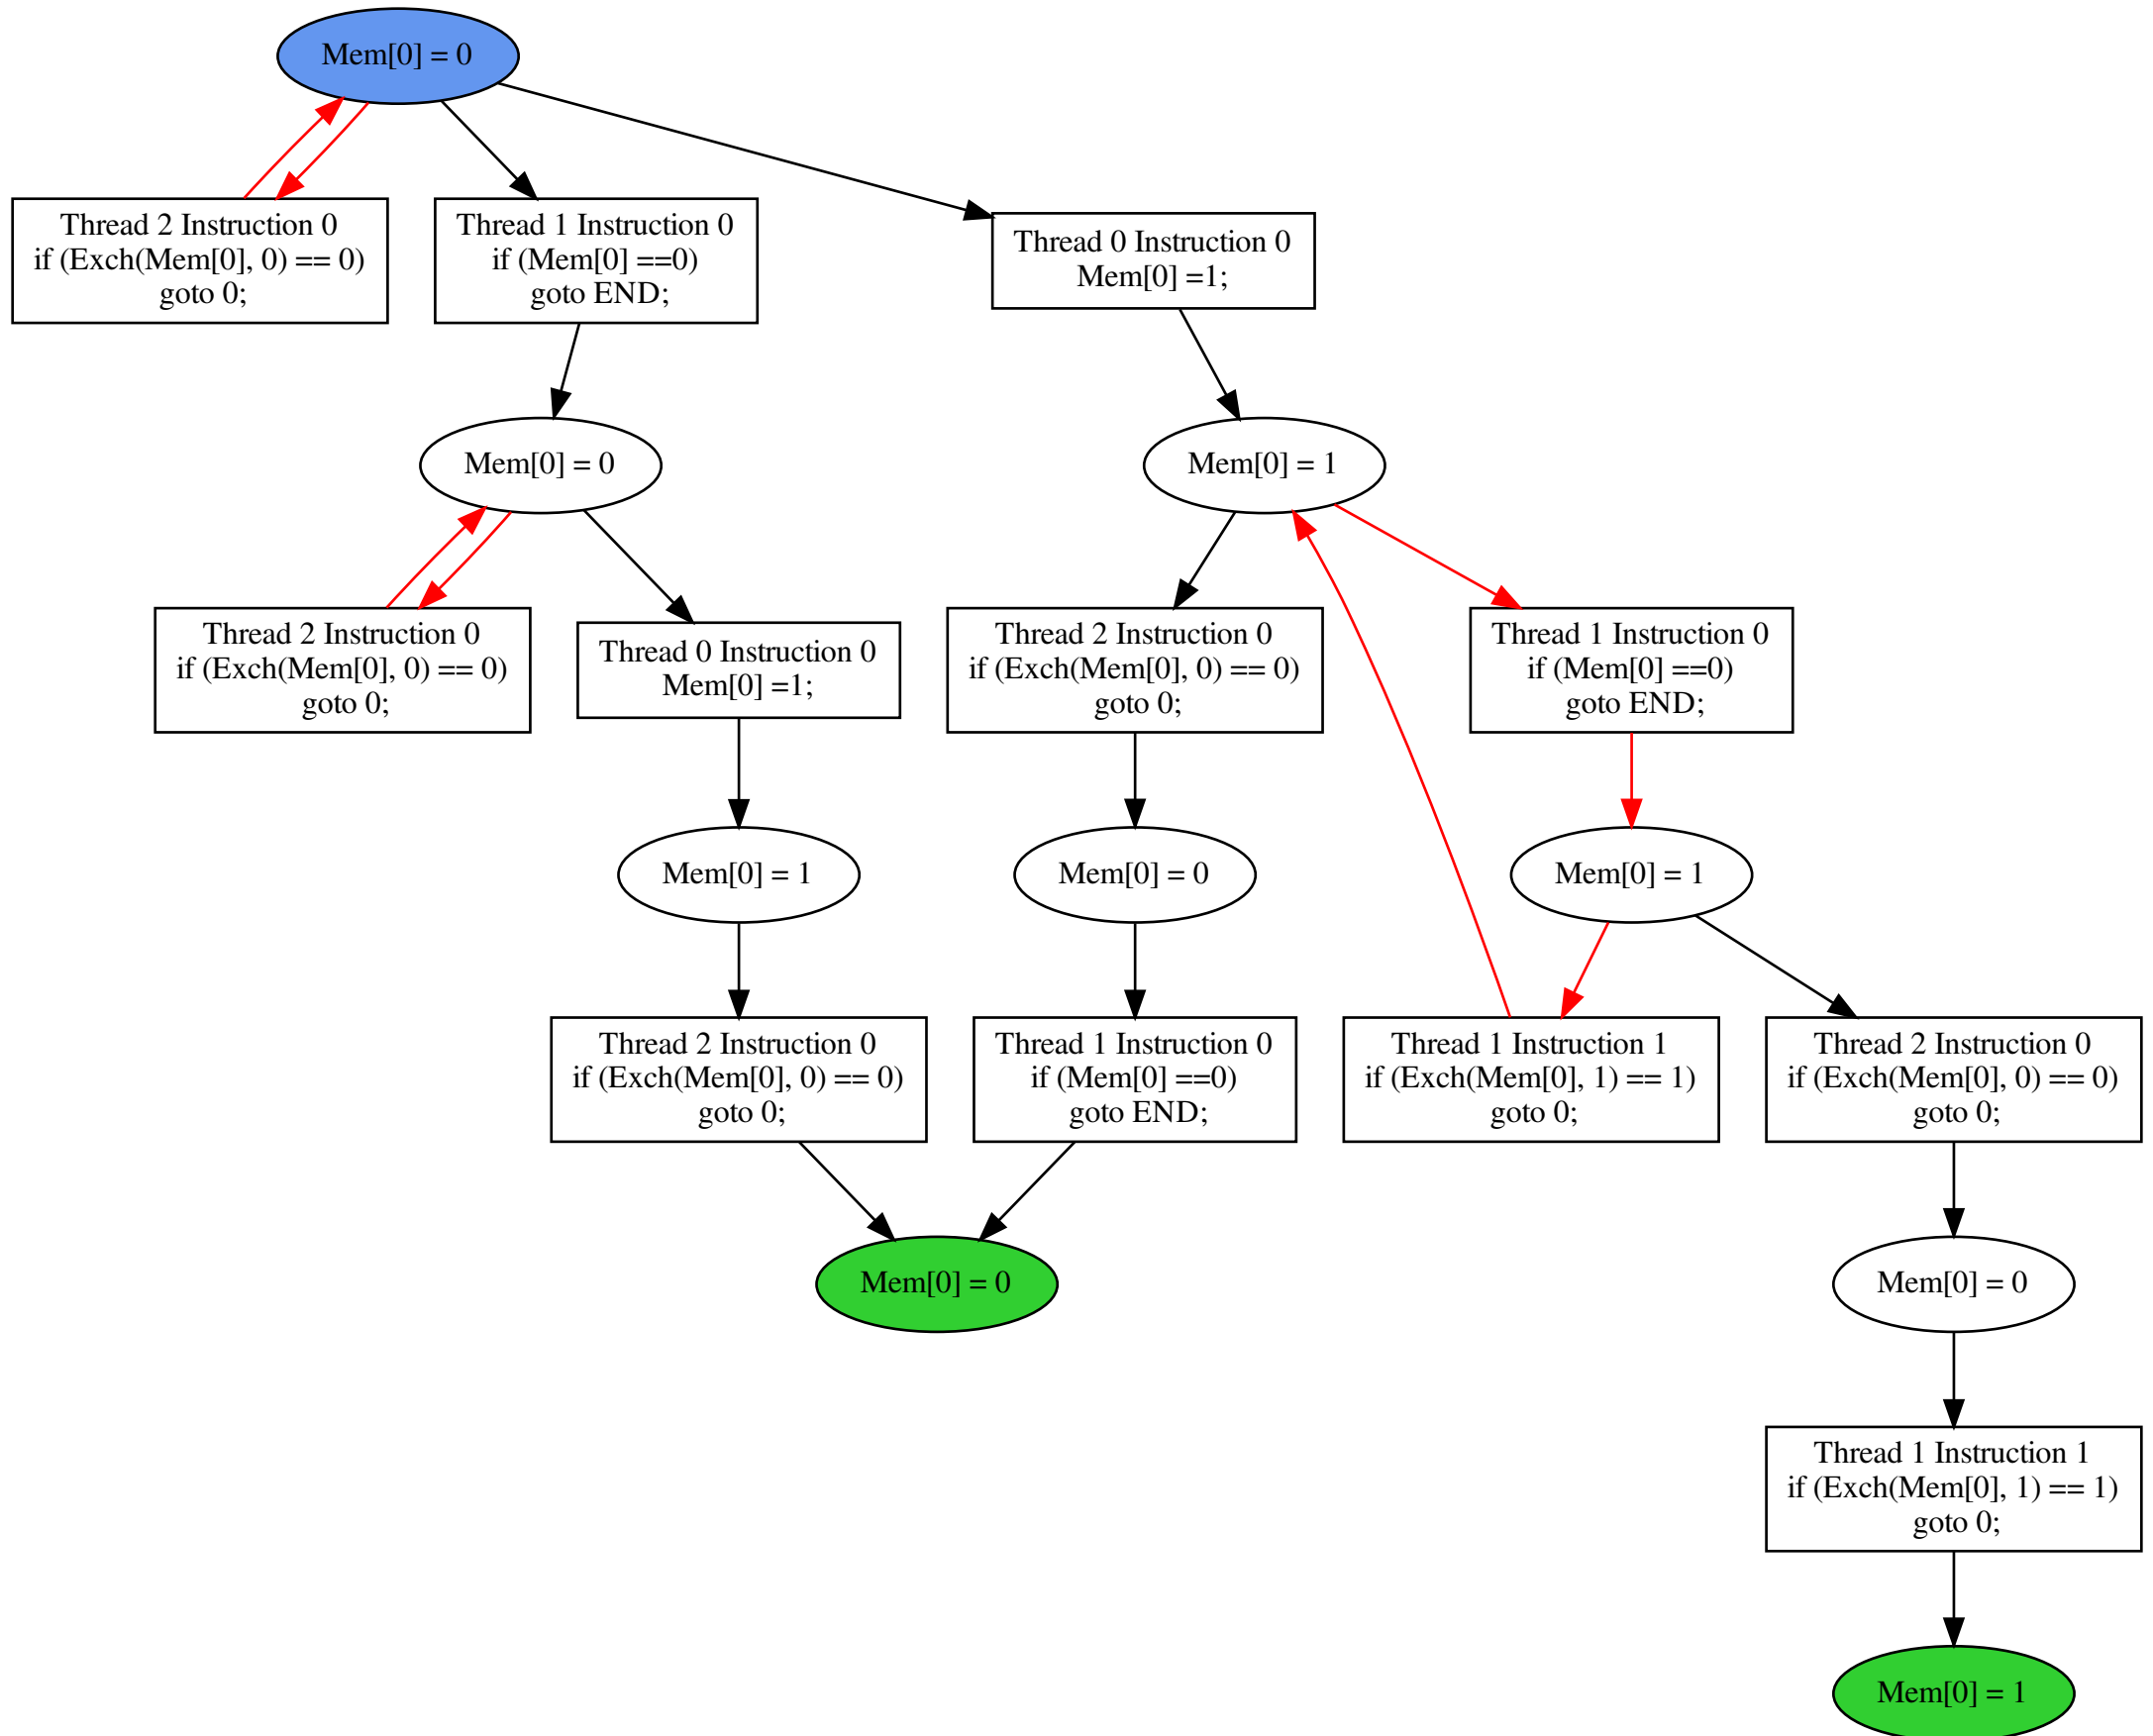 Mem[0] = 0
Thread 2 Instruction 0
if (Exch(Mem[0], 0) == 0)
goto 0;
Thread 1 Instruction 0
if (Mem[0] ==0)
goto END;
Thread 0 Instruction 0
Mem[0] =1;
Mem[0] = 0
Mem[0] = 1
Thread 2 Instruction 0
if (Exch(Mem[0], 0) == 0)
goto 0;
Thread 0 Instruction 0
Mem[0] =1;
Thread 2 Instruction 0
if (Exch(Mem[0], 0) == 0)
goto 0;
Thread 1 Instruction 0
if (Mem[0] ==0)
goto END;
Mem[0] = 1
Mem[0] = 0
Mem[0] = 1
Thread 2 Instruction 0
if (Exch(Mem[0], 0) == 0)
goto 0;
Thread 1 Instruction 0
if (Mem[0] ==0)
goto END;
Thread 1 Instruction 1
if (Exch(Mem[0], 1) == 1)
goto 0;
Thread 2 Instruction 0
if (Exch(Mem[0], 0) == 0)
goto 0;
Mem[0] = 0
Mem[0] = 0
Thread 1 Instruction 1
if (Exch(Mem[0], 1) == 1)
goto 0;
Mem[0] = 1